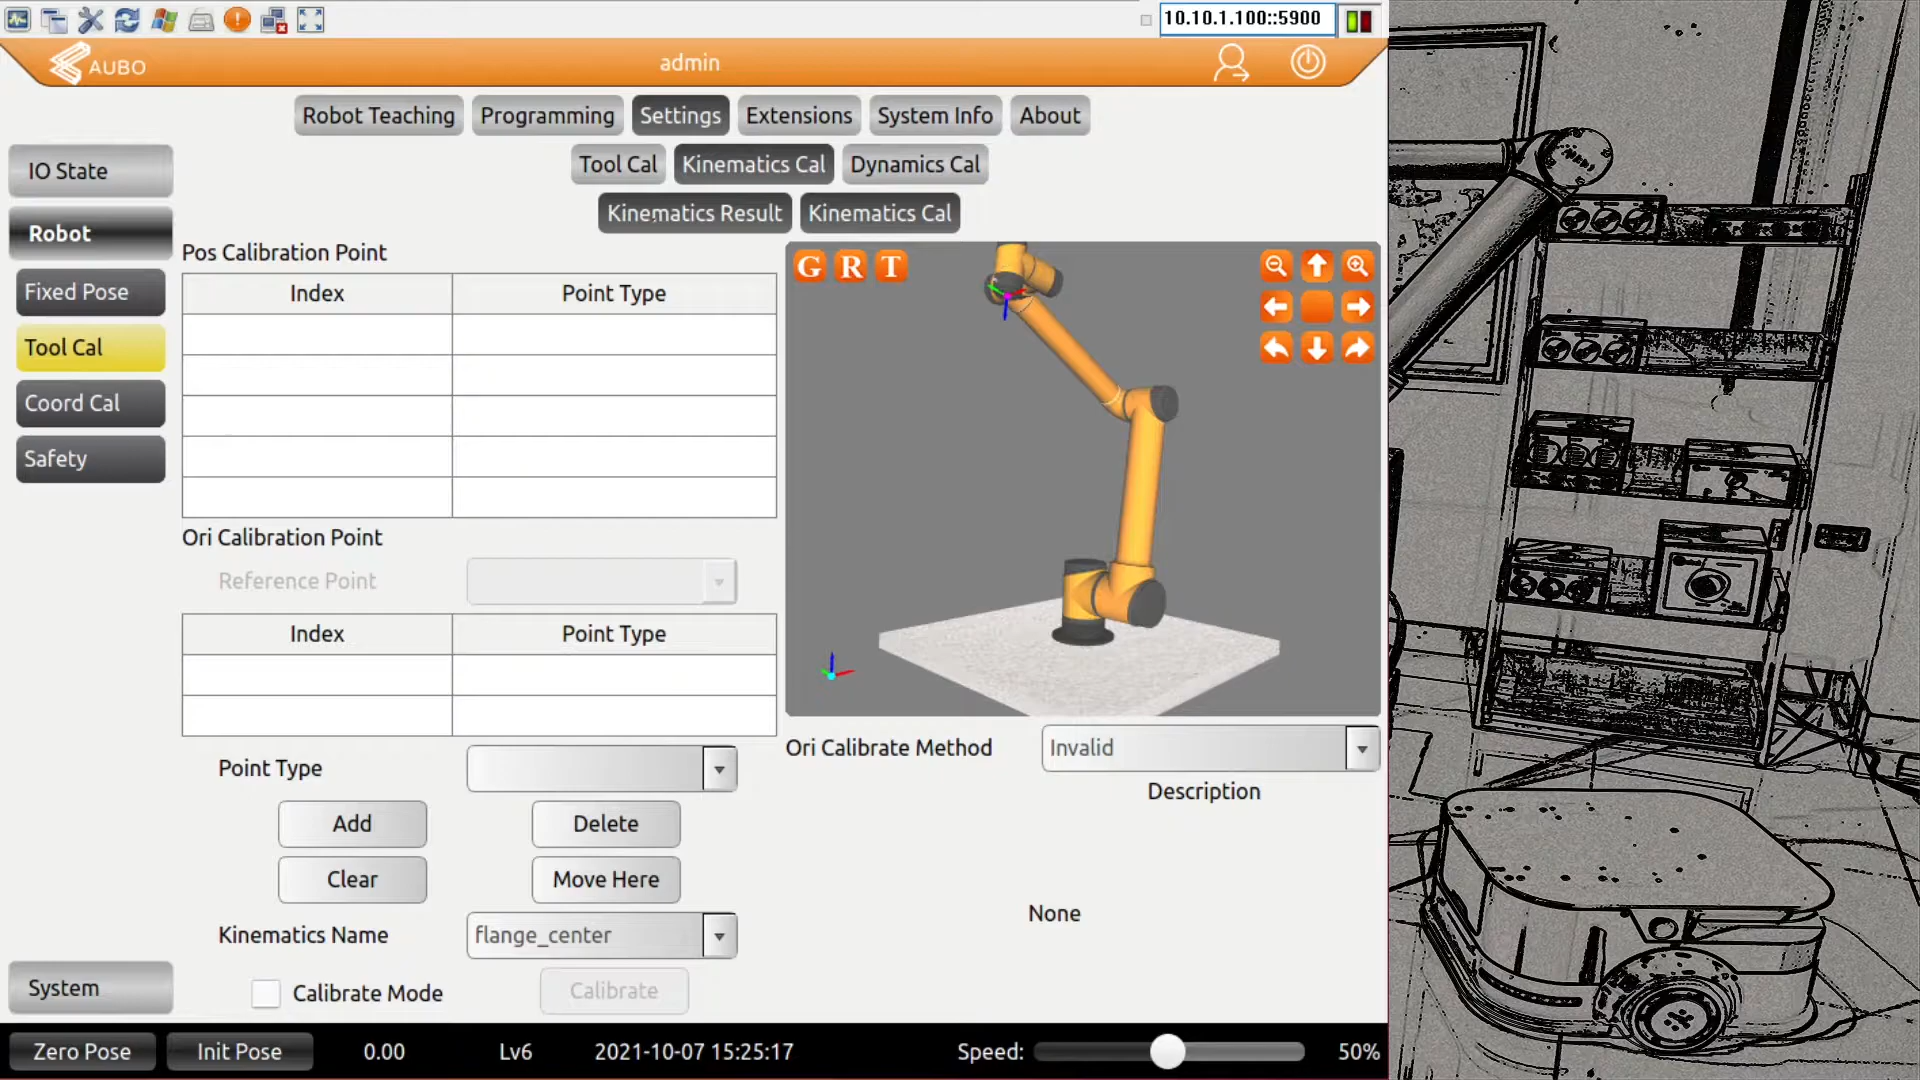 10.10.1.100::5900
AUBO
admin
Robot Teaching
Programming
Settings
Extensions
System Info
About
Tool Cal
Kinematics Cal
Dynamics Cal
Kinematics Result
Kinematics Cal
IO State
Robot
Fixed Pose
Tool Cal
Coord Cal
Safety
System
Pos Calibration Point
Index
Point Type
Ori Calibration Point
Reference Point
Index
Point Type
Point Type
Add
Delete
Clear
Move Here
Kinematics Name
flange_center
Calibrate Mode
Calibrate
G R T
Ori Calibrate Method
Invalid
Description
None
Zero Pose
Init Pose
0.00
Lv6
2021-10-07 15:25:17
Speed:
50%